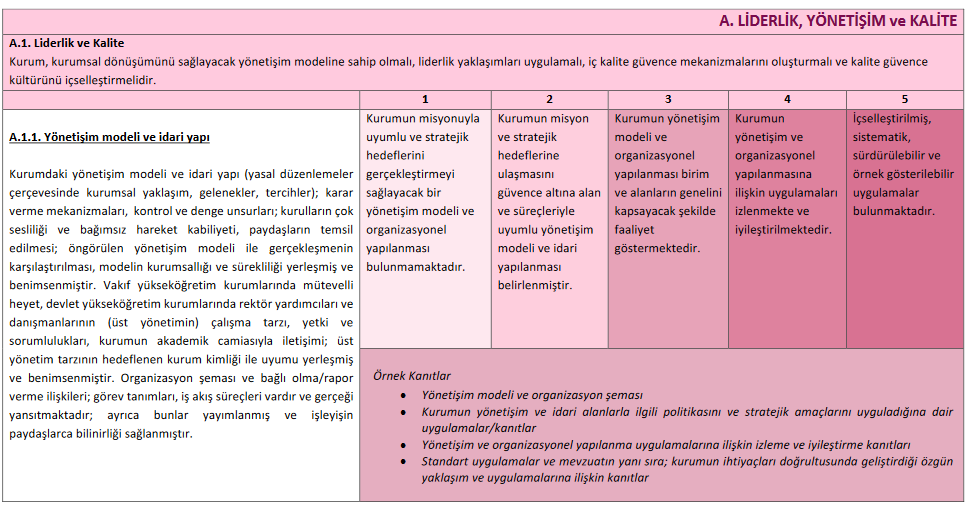 A. LİDERLİK, YÖNETİŞİM ve KALİTE
A.1. Liderlik ve Kalite
Kurum, kurumsal dönüşümünü sağlayacak yönetişim modeline sahip olmalı, liderlik yaklaşımları uygulamalı, iç kalite güvence mekanizmalarını oluşturmalı ve kalite güvence
kültürünü içselleştirmelidir.
1
2
3
4
5
A.1.1. Yönetişim modeli ve idari yapı
Kurumdaki yönetişim modeli ve idari yapı (yasal düzenlemeler
çerçevesinde kurumsal yaklaşım, gelenekler, tercihler); karar
verme mekanizmaları, kontrol ve denge unsurları; kurulların çok
sesliliği ve bağımsız hareket kabiliyeti, paydaşların temsil
edilmesi; öngörülen yönetişim modeli ile gerçekleşmenin
karşılaştırılması, modelin kurumsallığı ve sürekliliği yerleşmiş ve
benimsenmiştir. Vakıf yükseköğretim kurumlarında mütevelli
heyet, devlet yükseköğretim kurumlarında rektör yardımcıları ve
danışmanlarının (üst yönetimin) çalışma tarzı, yetki ve
sorumlulukları, kurumun akademik camiasıyla iletişimi; üst
yönetim tarzının hedeflenen kurum kimliği ile uyumu yerleşmiş
ve benimsenmiştir. Organizasyon şeması ve bağlı olma/rapor
verme ilişkileri; görev tanımları, iş akış süreçleri vardır ve gerçeği
yansıtmaktadır; ayrıca bunlar yayımlanmış ve işleyişin
paydaşlarca bilinirliği sağlanmıştır.
Kurumun misyonuyla
uyumlu ve stratejik
hedeflerini
gerçekleştirmeyi
sağlayacak bir
yönetişim modeli ve
organizasyonel
yapılanması
bulunmamaktadır.
Kurumun misyon
ve stratejik
hedeflerine
ulaşmasını
güvence altına alan
ve süreçleriyle
uyumlu yönetişim
modeli ve idari
yapılanması
belirlenmiştir.
Kurumun yönetişim
modeli ve
organizasyonel
yapılanması birim
ve alanların genelini
kapsayacak şekilde
faaliyet
göstermektedir.
Kurumun
yönetişim ve
organizasyonel
yapılanmasına
ilişkin uygulamaları
izlenmekte ve
iyileştirilmektedir.
İçselleştirilmiş,
sistematik,
sürdürülebilir ve
örnek gösterilebilir
uygulamalar
bulunmaktadır.
Örnek Kanıtlar
• Yönetişim modeli ve organizasyon şeması
• Kurumun yönetişim ve idari alanlarla ilgili politikasını ve stratejik amaçlarını uyguladığına dair
uygulamalar/kanıtlar
• Yönetişim ve organizasyonel yapılanma uygulamalarına ilişkin izleme ve iyileştirme kanıtları
• Standart uygulamalar ve mevzuatın yanı sıra; kurumun ihtiyaçları doğrultusunda geliştirdiği özgün
yaklaşım ve uygulamalarına ilişkin kanıtlar